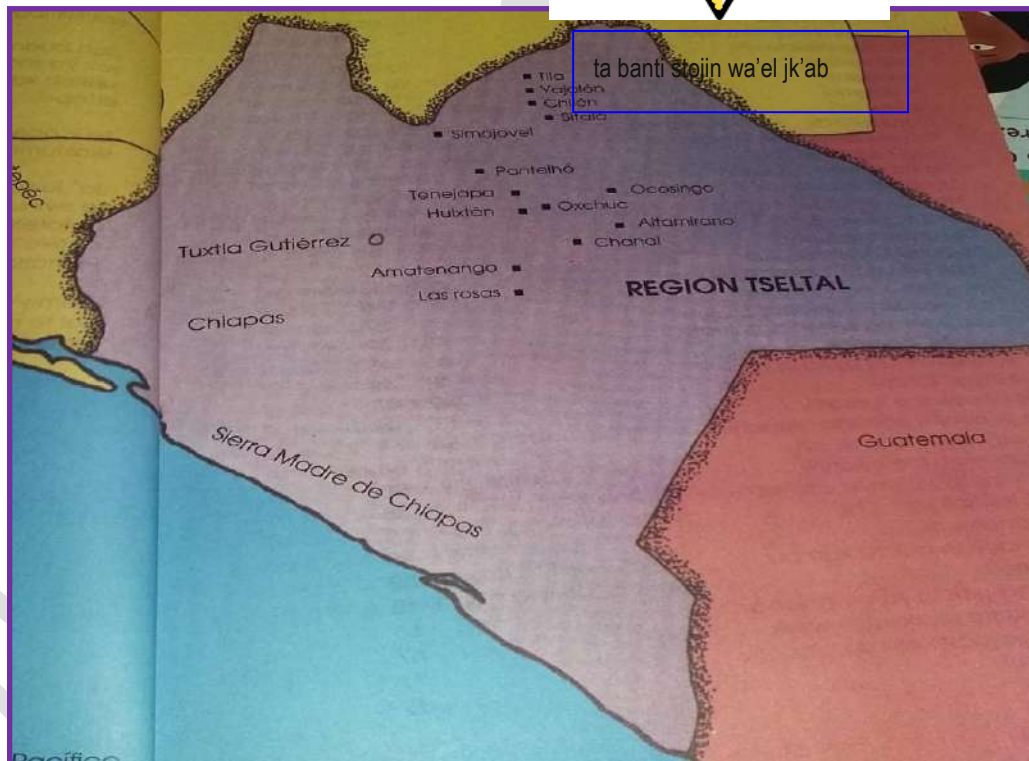 ta banti stojin wa’el jk’ab
Tila
Yajalón
Chilón
Sitalá
Simojovel
Pantelhó
Tenejapa
Ocosingo
Huixtán
Oxchuc
Altamirano
Tuxtla Gutiérrez
Chanal
Amatenango
Las rosas
REGION TSELTAL
Chiapas
Guatemala
Sierra Madre de Chiapas
Pacífico